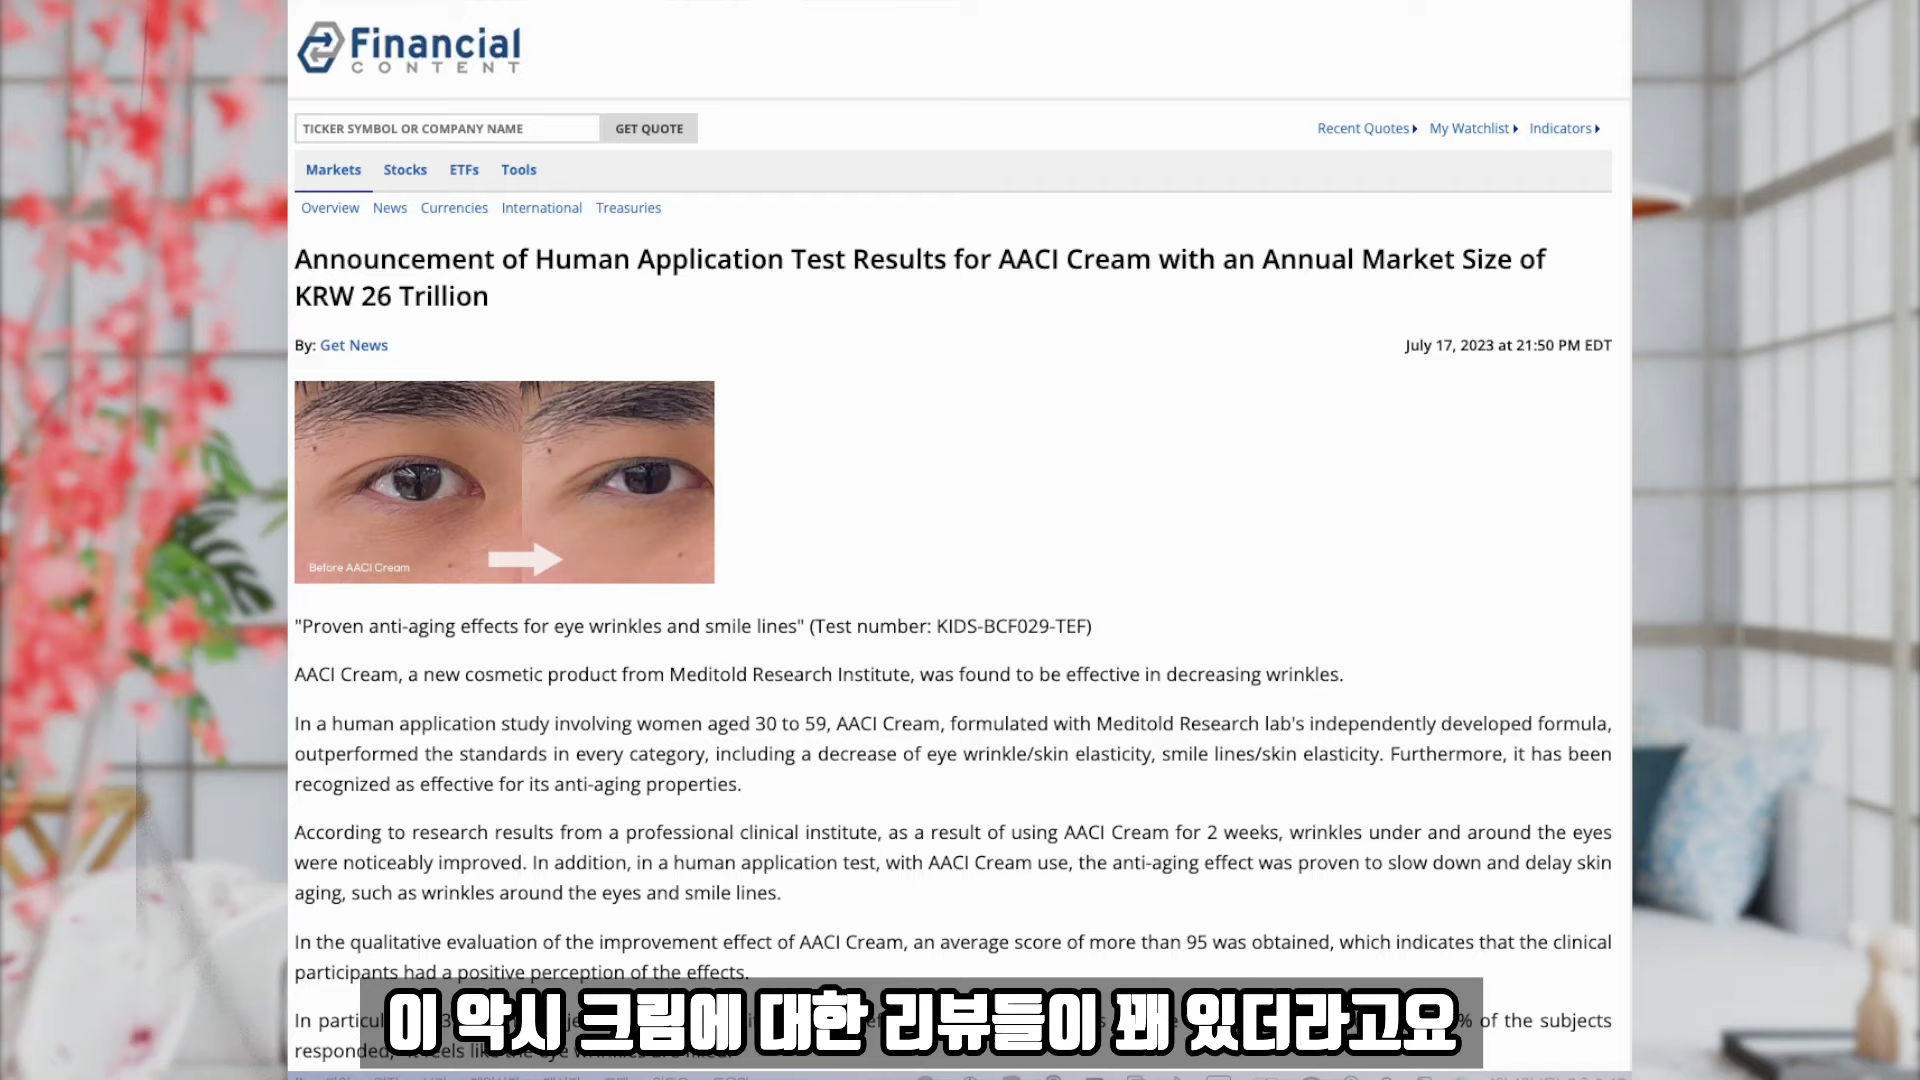 Financial
CONTENT
TICKER SYMBOL OR COMPANY NAME GET QUOTE Recent Quotes My Watchlist Indicators
Markets Stocks ETFs Tools
Overview News Currencies International Treasuries
Announcement of Human Application Test Results for AACI Cream with an Annual Market Size of
KRW 26 Trillion
By: Get News July 17, 2023 at 21:50 PM EDT
Before AACI Cream
"Proven anti-aging effects for eye wrinkles and smile lines" (Test number: KIDS-BCF029-TEF)
AACI Cream, a new cosmetic product from Meditold Research Institute, was found to be effective in decreasing wrinkles.
In a human application study involving women aged 30 to 59, AACI Cream, formulated with Meditold Research lab's independently developed formula,
outperformed the standards in every category, including a decrease of eye wrinkle/skin elasticity, smile lines/skin elasticity. Furthermore, it has been
recognized as effective for its anti-aging properties.
According to research results from a professional clinical institute, as a result of using AACI Cream for 2 weeks, wrinkles under and around the eyes
were noticeably improved. In addition, in a human application test, with AACI Cream use, the anti-aging effect was proven to slow down and delay skin
aging, such as wrinkles around the eyes and smile lines.
In the qualitative evaluation of the improvement effect of AACI Cream, an average score of more than 95 was obtained, which indicates that the clinical
participants had a positive perception of the effects.
In of the subjects
responded,
이 악시 크림에 대한 리뷰들이 꽤 있더라고요